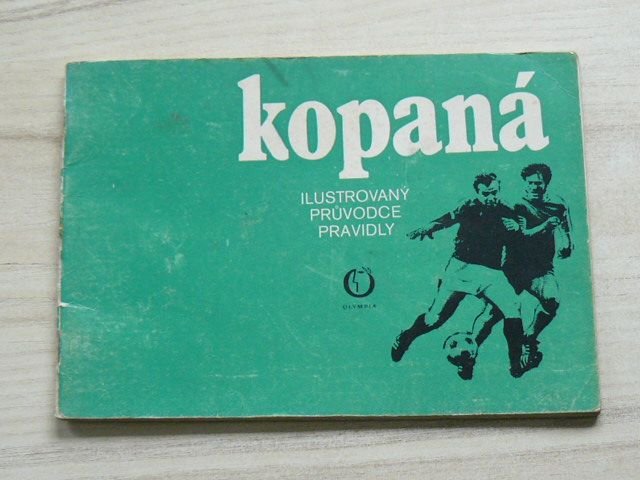 kopaná
ILUSTROVANÝ
PRŮVODCE
PRAVIDLY
OLYMPIA